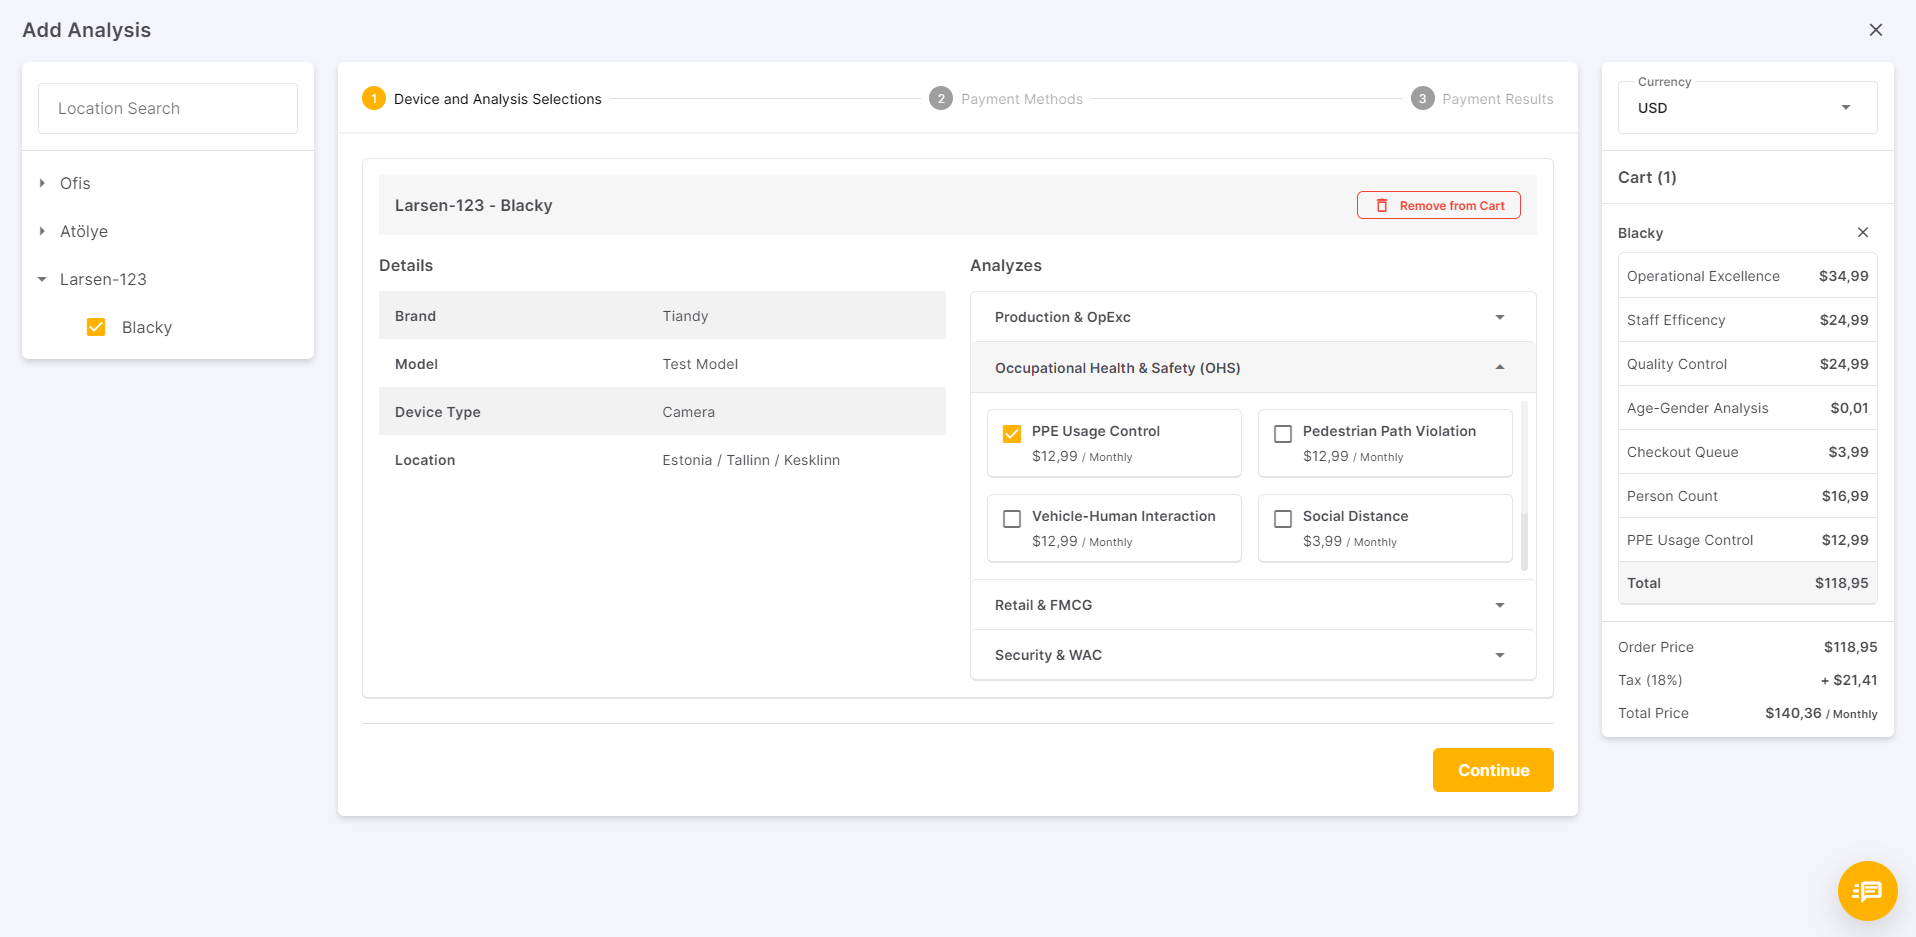 Add Analysis
Location Search
Ofis
Atölye
Larsen-123
Blacky
1 Device and Analysis Selections
2 Payment Methods
3 Payment Results
Larsen-123 - Blacky
Remove from Cart
Details
Brand Tiandy
Model Test Model
Device Type Camera
Location Estonia / Tallinn / Kesklinn
Analyzes
Production & OpExc
Occupational Health & Safety (OHS)
PPE Usage Control
$12,99 / Monthly
Pedestrian Path Violation
$12,99 / Monthly
Vehicle-Human Interaction
$12,99 / Monthly
Social Distance
$3,99 / Monthly
Retail & FMCG
Security & WAC
Continue
Currency
USD
Cart (1)
Blacky
Operational Excellence $34,99
Staff Efficency $24,99
Quality Control $24,99
Age-Gender Analysis $0,01
Checkout Queue $3,99
Person Count $16,99
PPE Usage Control $12,99
Total $118,95
Order Price $118,95
Tax (18%) + $21,41
Total Price $140,36 / Monthly